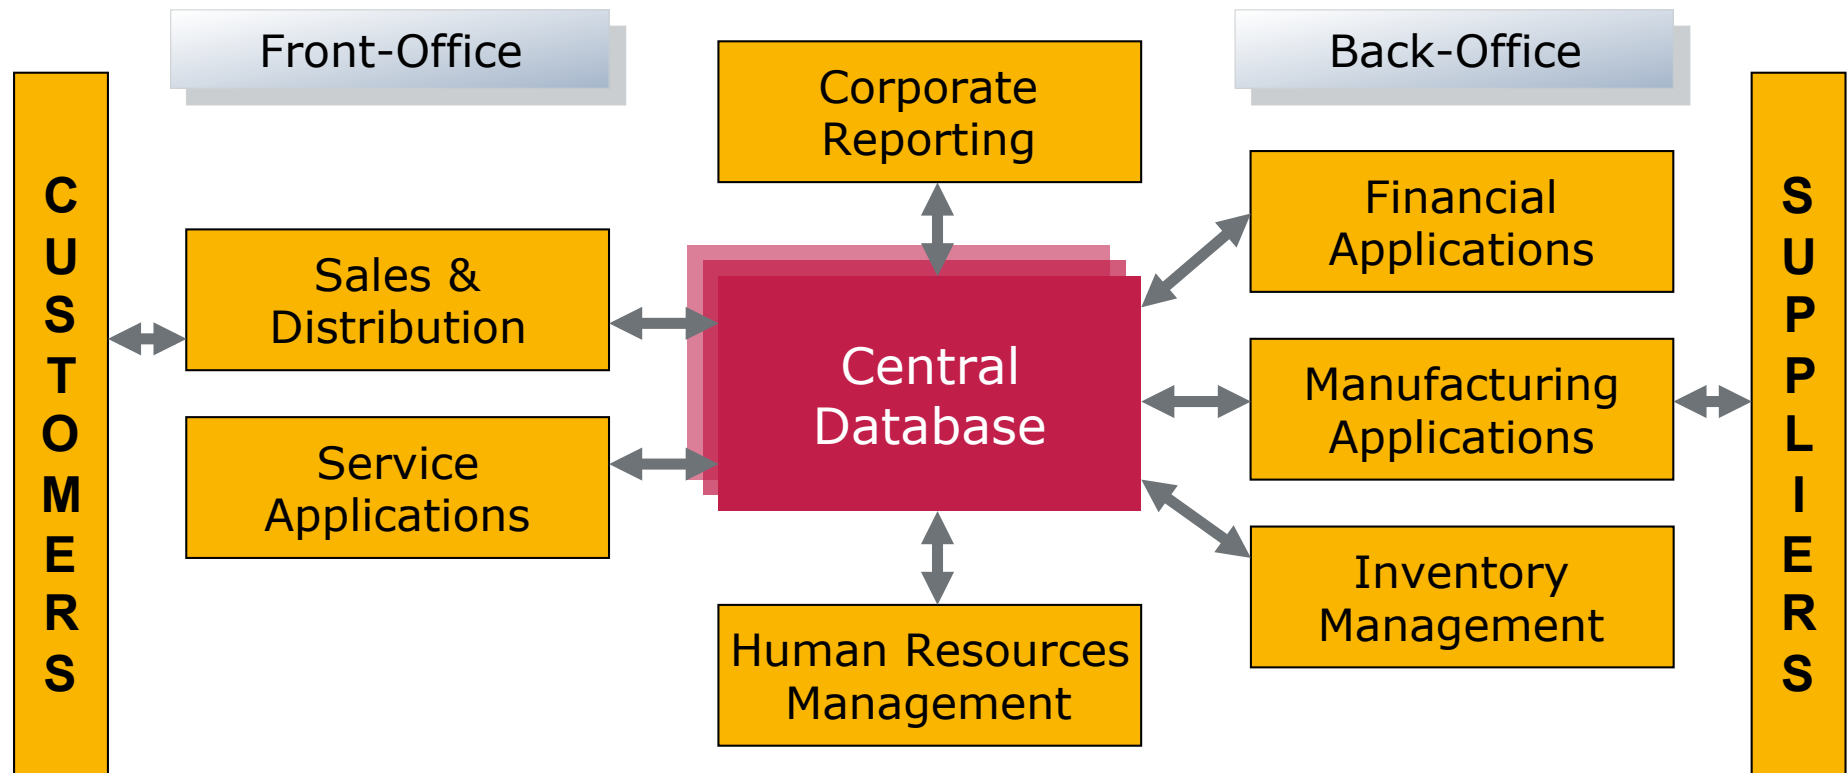 Front-Office
Back-Office
CUSTOMERS
Corporate
Reporting
Sales &
Distribution
Service
Applications
Central
Database
Human Resources
Management
Financial
Applications
Manufacturing
Applications
Inventory
Management
SUPPLIERS